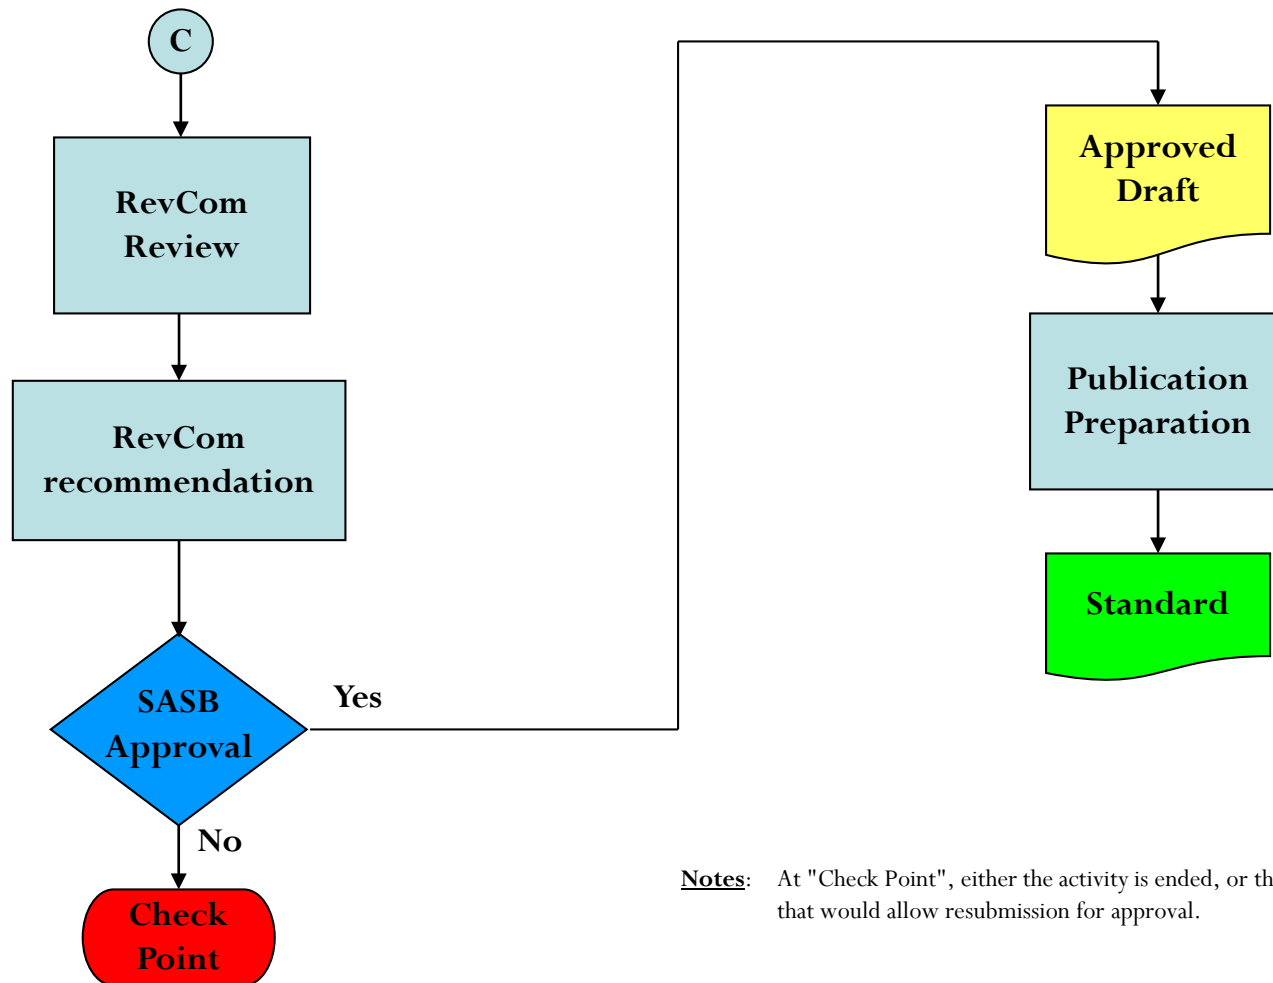 C
RevCom
Review
RevCom
recommendation
SASB
Approval
Yes
No
Check
Point
Approved
Draft
Publication
Preparation
Standard
Notes: At "Check Point", either the activity is ended, or
that would allow resubmission for approval.